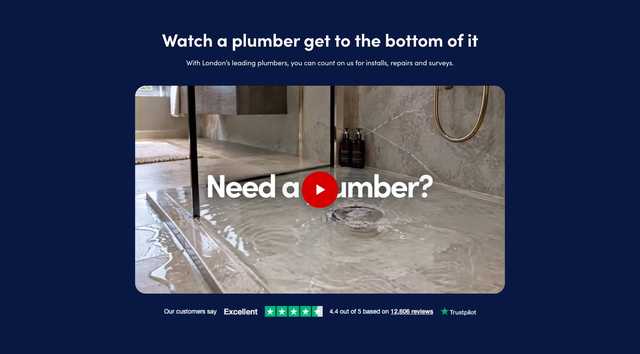 Watch a plumber get to the bottom of it
With London's leading plumbers, you can count on us for installs, repairs and surveys.
Need a plumber?
Our customers say Excellent 4.4 out of 5 based on 12,606 reviews Trustpilot